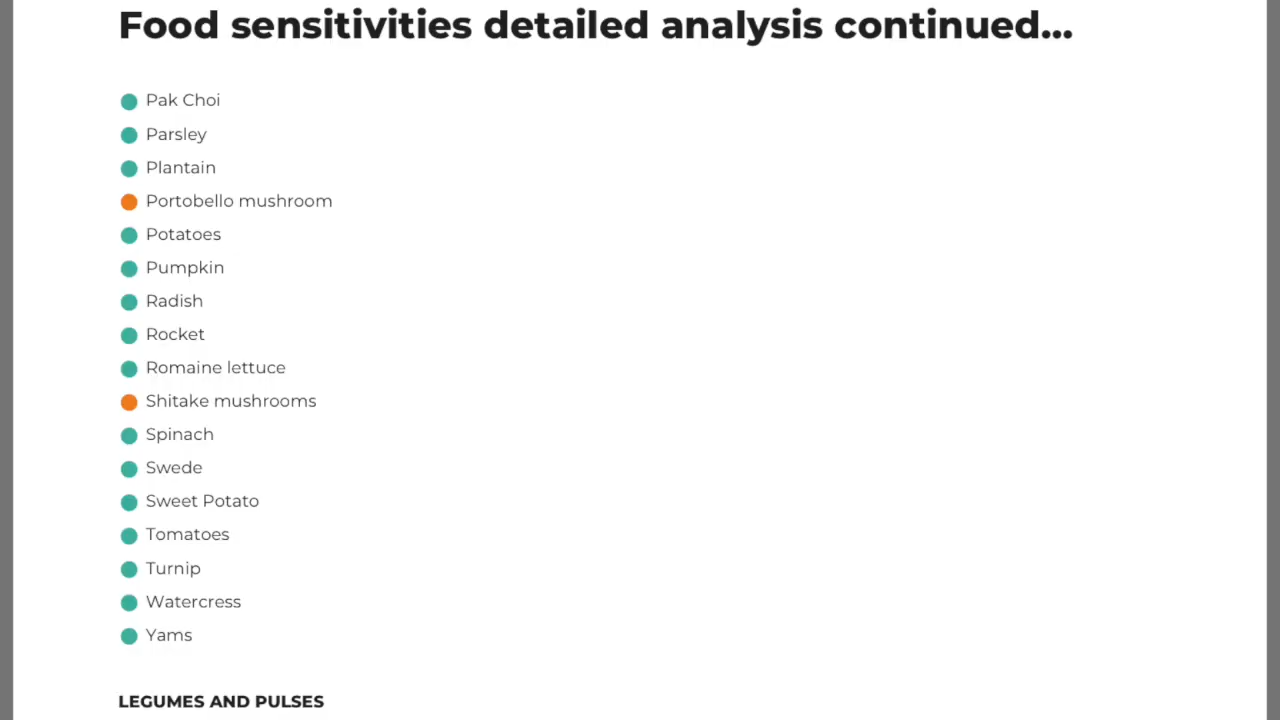 Food sensitivities detailed analysis continued...
Pak Choi
Parsley
Plantain
Portobello mushroom
Potatoes
Pumpkin
Radish
Rocket
Romaine lettuce
Shitake mushrooms
Spinach
Swede
Sweet Potato
Tomatoes
Turnip
Watercress
Yams
LEGUMES AND PULSES